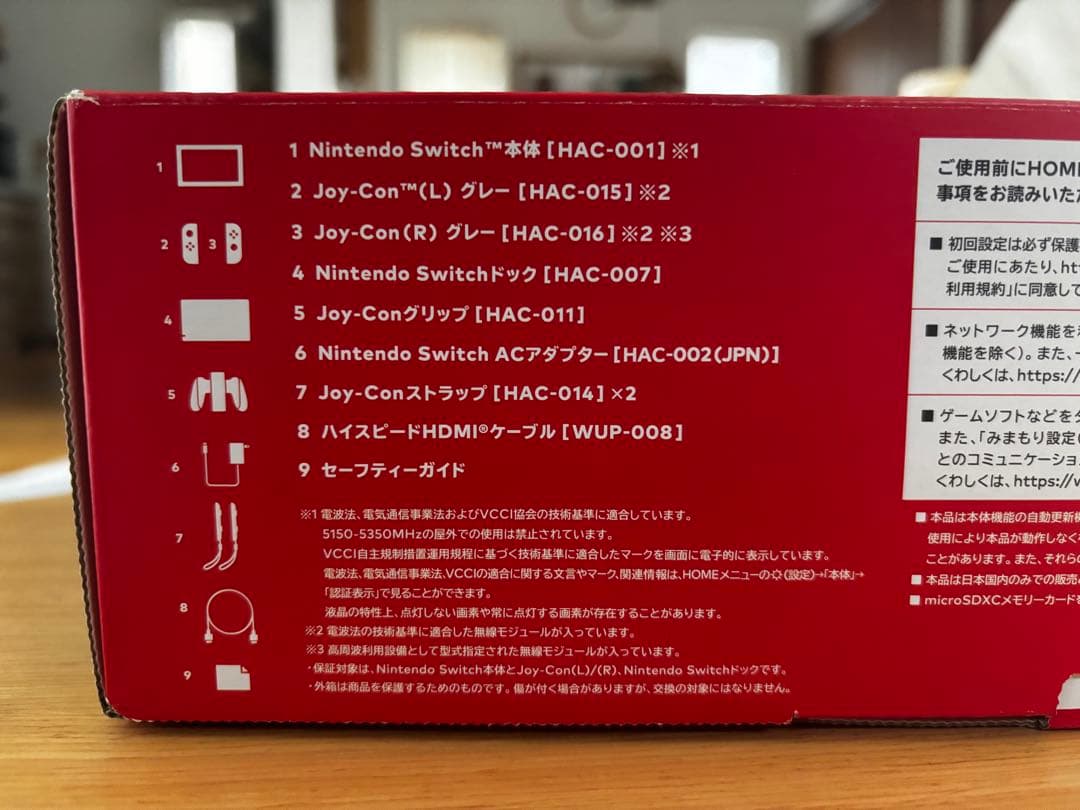 1 Nintendo Switch™本体[HAC-001]※1
2 Joy-Con™(L) グレー[HAC-015]※2
3 Joy-Con(R) グレー[HAC-016]※2 ※3
4 Nintendo Switchドック[HAC-007]
5 Joy-Conグリップ[HAC-011]
6 Nintendo Switch ACアダプター[HAC-002(JPN)]
7 Joy-Conストラップ[HAC-014]×2
8 ハイスピードHDMI®ケーブル[WUP-008]
9 セーフティーガイド
1
2
3
4
5
6
7
8
9
※1 電波法、電気通信事業法およびVCCI協会の技術基準に適合しています。
5150-5350MHzの屋外での使用は禁止されています。
VCCI自主規制措置運用規程に基づく技術基準に適合したマークを画面に電子的に表示しています。
電波法、電気通信事業法、VCCIの適合に関する文言やマーク、関連情報は、HOMEメニューの(設定)→「本体」→
「認証表示」で見ることができます。
液晶の特性上、点灯しない画素や常に点灯する画素が存在することがあります。
※2 電波法の技術基準に適合した無線モジュールが入っています。
※3 高周波利用設備として型式指定された無線モジュールが入っています。
・保証対象は、Nintendo Switch本体とJoy-Con(L)/(R)、Nintendo Switchドックです。
・外箱は商品を保護するためのものです。傷が付く場合がありますが、交換の対象にはなりません。
ご使用前にHOME
事項をお読みいた
■ 初回設定は必ず保護
ご使用にあたり、ht
利用規約」に同意して
■ ネットワーク機能を
機能を除く)。また、
くわしくは、https://
■ ゲームソフトなどを
また、「みまもり設定
とのコミュニケーショ
くわしくは、https://
■ 本品は本体機能の自動更新
使用により本品が動作しなく
ことがあります。また、それら
■ 本品は日本国内のみでの販売
■ microSDXCメモリーカードを